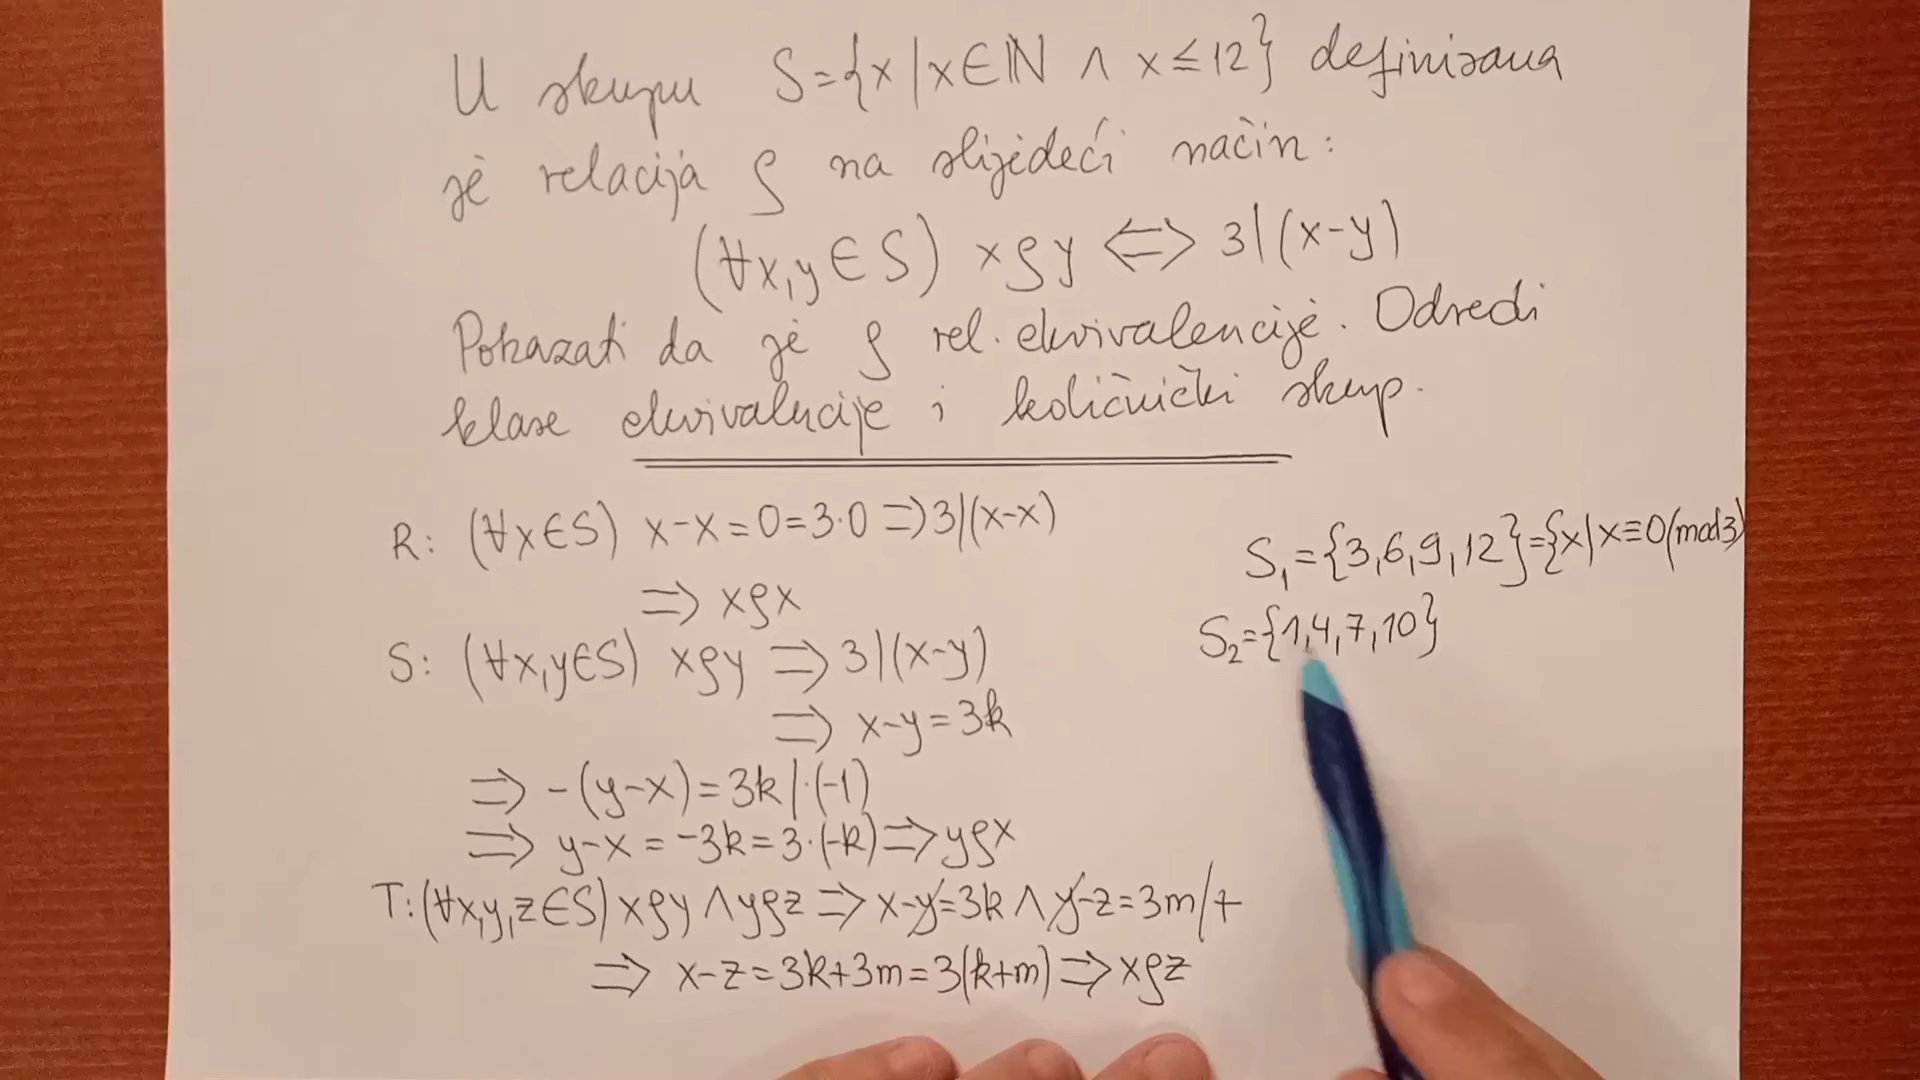 U skupu S={x|x∈ℕ ∧ x≤12} definisana
je relacija ρ na slijedeći način:
(∀x,y∈S) xρy ⇔ 3|(x-y)
Pokazati da je ρ rel. ekvivalencije. Odredi
klase ekvivalencije i količnički skup.
R: (∀x∈S) x-x=0=3·0 ⇒ 3|(x-x)
⇒ xρx
S: (∀x,y∈S) xρy ⇒ 3|(x-y)
⇒ x-y=3k
⇒ -(y-x)=3k/·(-1)
⇒ y-x=-3k=3·(-k) ⇒ yρx
T: (∀x,y,z∈S) xρy ∧ yρz ⇒ x-y=3k ∧ y-z=3m/+
⇒ x-z=3k+3m=3(k+m) ⇒ xρz
S₁={3,6,9,12}={x|x≡0(mod3)
S₂={1,4,7,10}